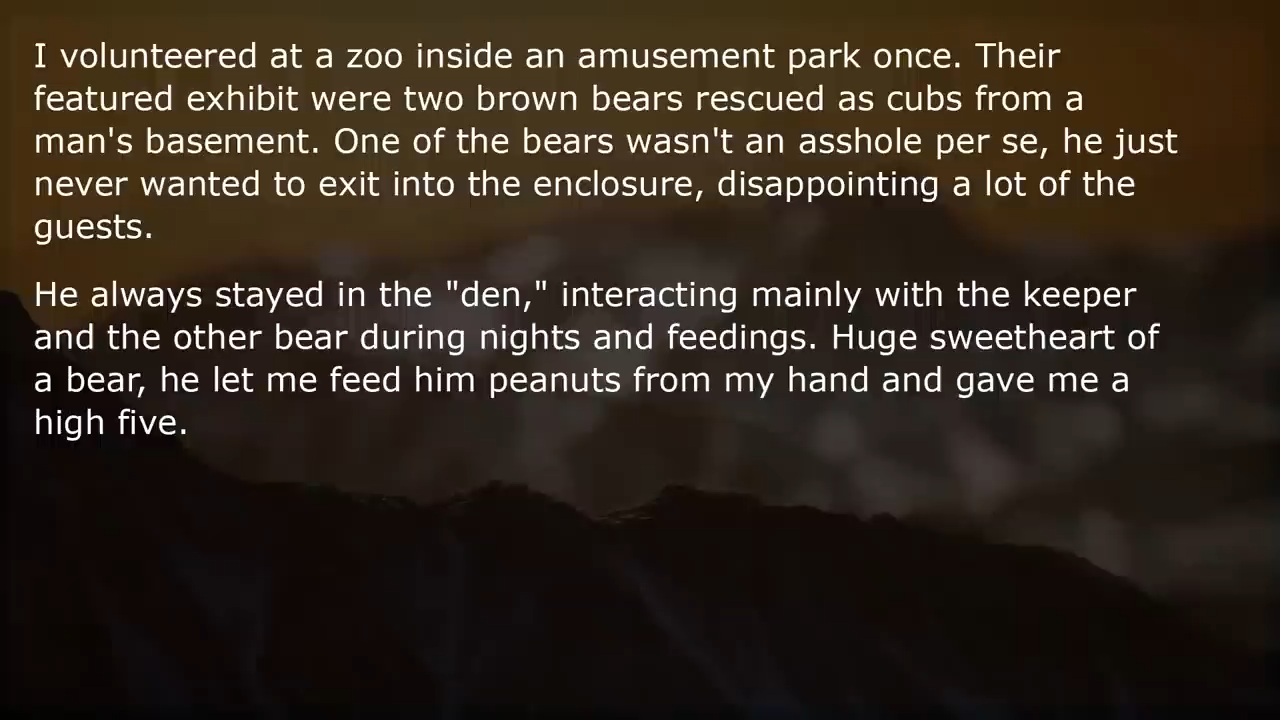 I volunteered at a zoo inside an amusement park once. Their
featured exhibit were two brown bears rescued as cubs from a
man's basement. One of the bears wasn't an asshole per se, he just
never wanted to exit into the enclosure, disappointing a lot of the
guests.
He always stayed in the "den," interacting mainly with the keeper
and the other bear during nights and feedings. Huge sweetheart of
a bear, he let me feed him peanuts from my hand and gave me a
high five.